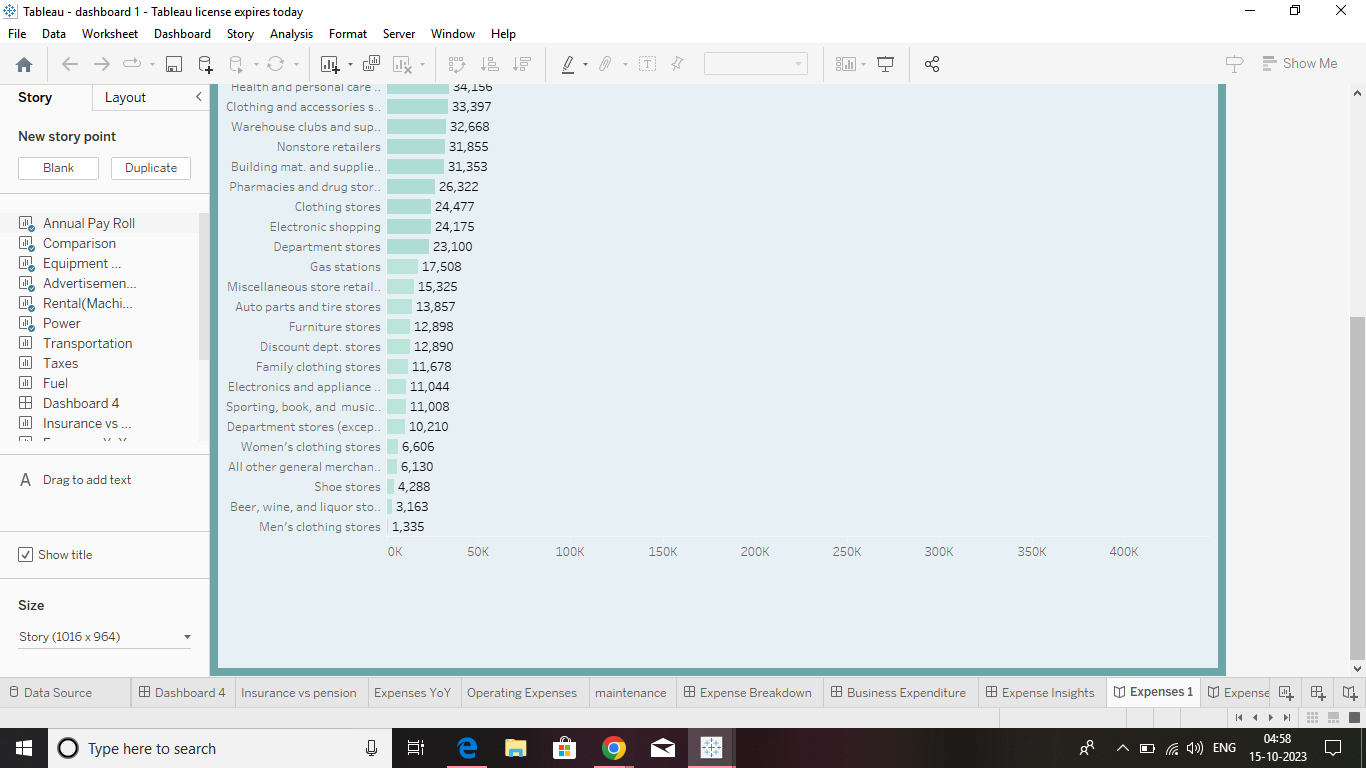 Tableau - dashboard 1 - Tableau license expires today
File Data Worksheet Dashboard Story Analysis Format Server Window Help
Show Me
Story Layout
New story point
Blank Duplicate
Annual Pay Roll
Comparison
Equipment ...
Advertisemen...
Rental(Machi...
Power
Transportation
Taxes
Fuel
Dashboard 4
Insurance vs ...
A Drag to add text
Show title
Size
Story (1016 x 964)
Health and personal care .. 34,156
Clothing and accessories s.. 33,397
Warehouse clubs and sup.. 32,668
Nonstore retailers 31,855
Building mat. and supplie.. 31,353
Pharmacies and drug stor.. 26,322
Clothing stores 24,477
Electronic shopping 24,175
Department stores 23,100
Gas stations 17,508
Miscellaneous store retail.. 15,325
Auto parts and tire stores 13,857
Furniture stores 12,898
Discount dept. stores 12,890
Family clothing stores 11,678
Electronics and appliance .. 11,044
Sporting, book, and music.. 11,008
Department stores (excep.. 10,210
Women's clothing stores 6,606
All other general merchan.. 6,130
Shoe stores 4,288
Beer, wine, and liquor sto.. 3,163
Men's clothing stores 1,335
0K 50K 100K 150K 200K 250K 300K 350K 400K
Data Source Dashboard 4 Insurance vs pension Expenses YoY Operating Expenses maintenance Expense Breakdown Business Expenditure Expense Insights Expenses 1 Expense
Type here to search
ENG
04:58
15-10-2023